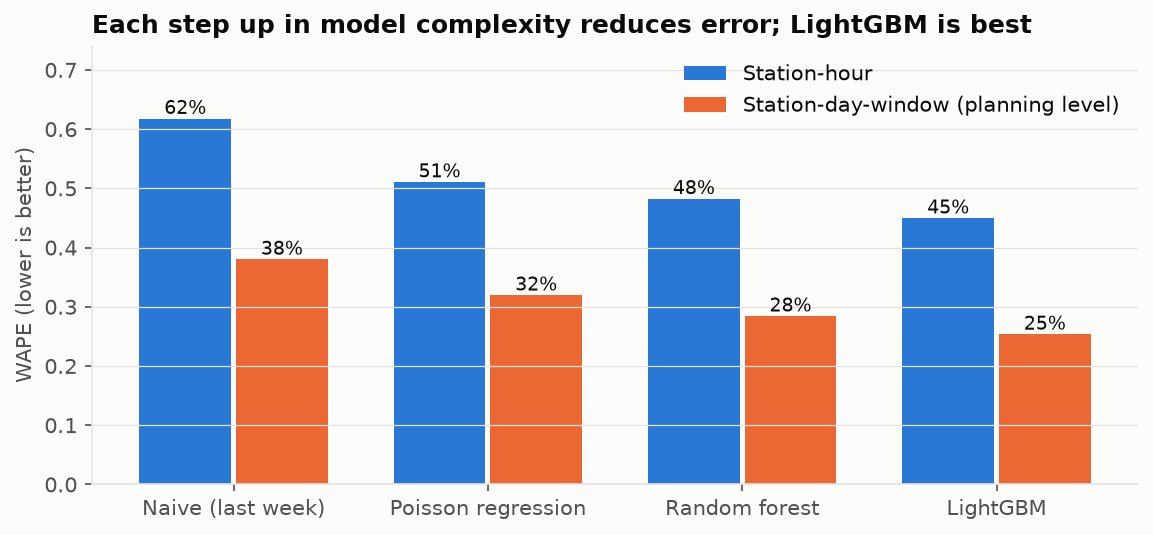 Each step up in model complexity reduces error; LightGBM is best
Station-hour
Station-day-window (planning level)
WAPE (lower is better)
0.7
0.6
0.5
0.4
0.3
0.2
0.1
0.0
62%
38%
51%
32%
48%
28%
45%
25%
Naive (last week)
Poisson regression
Random forest
LightGBM